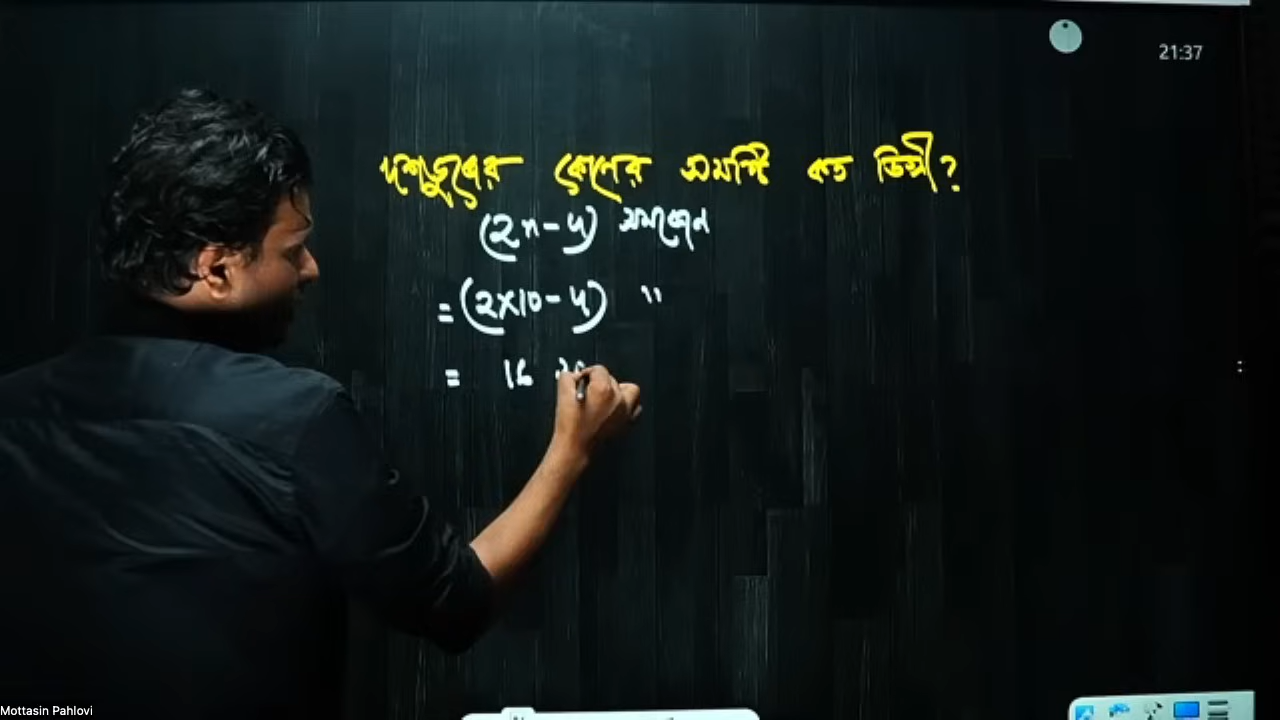 21:37
দশভুজের কোণের সমষ্টি কত ডিগ্রী?
(2n-4) সমকোণ
=(2×10-4) "
= 16
Mottasin Pahlovi